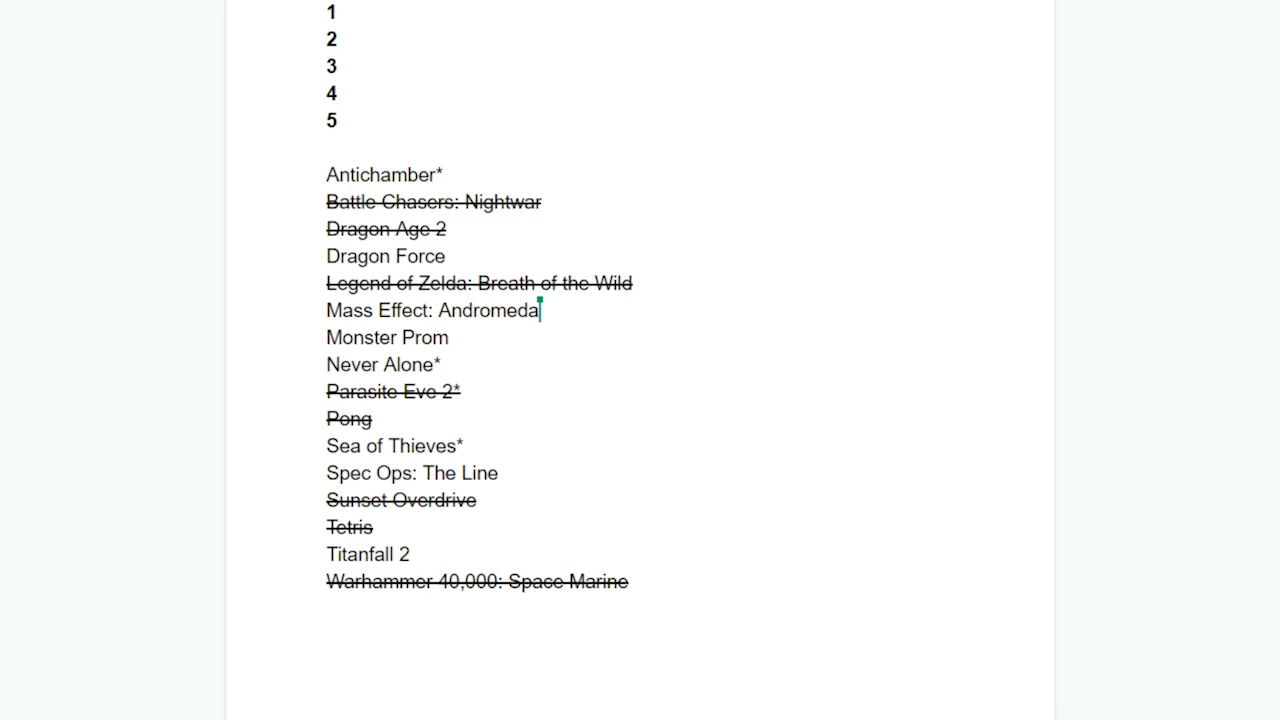 1
2
3
4
5
Antichamber*
Battle Chasers: Nightwar
Dragon Age 2
Dragon Force
Legend of Zelda: Breath of the Wild
Mass Effect: Andromeda
Monster Prom
Never Alone*
Parasite Eve 2*
Pong
Sea of Thieves*
Spec Ops: The Line
Sunset Overdrive
Tetris
Titanfall 2
Warhammer 40,000: Space Marine